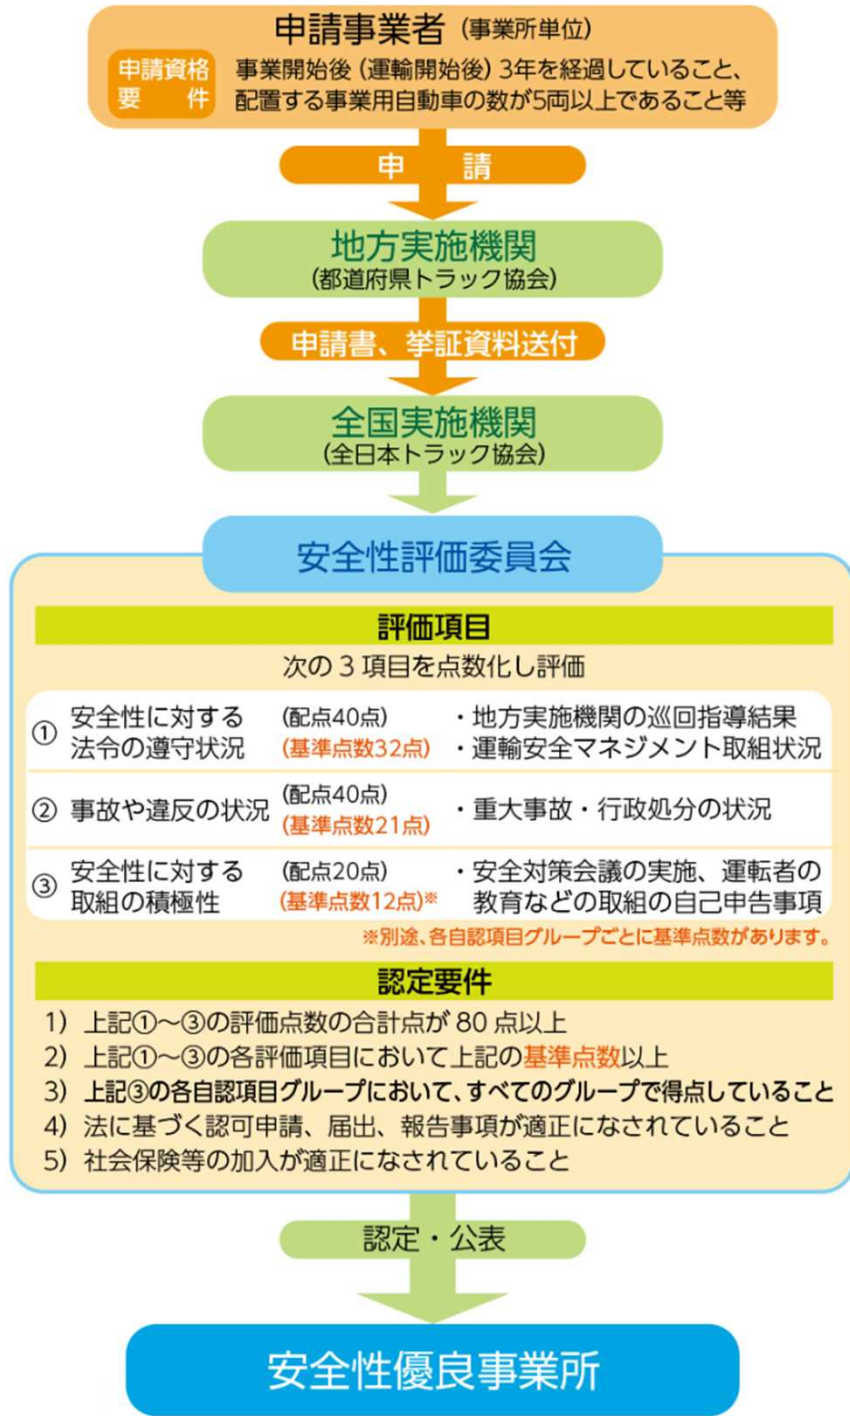 申請事業者（事業所単位）
申請資格要件
事業開始後（運輸開始後）3年を経過していること、
配置する事業用自動車の数が5両以上であること等
申請
地方実施機関
（都道府県トラック協会）
申請書、挙証資料送付
全国実施機関
（全日本トラック協会）
安全性評価委員会
評価項目
次の3項目を点数化し評価
① 安全性に対する
法令の遵守状況
（配点40点）
（基準点数32点）
・地方実施機関の巡回指導結果
・運輸安全マネジメント取組状況
② 事故や違反の状況
（配点40点）
（基準点数21点）
・重大事故・行政処分の状況
③ 安全性に対する
取組の積極性
（配点20点）
（基準点数12点）※
・安全対策会議の実施、運転者の
教育などの取組の自己申告事項
※別途、各自認項目グループごとに基準点数があります。
認定要件
1）上記①～③の評価点数の合計点が80点以上
2）上記①～③の各評価項目において上記の基準点数以上
3）上記③の各自認項目グループにおいて、すべてのグループで得点していること
4）法に基づく認可申請、届出、報告事項が適正になされていること
5）社会保険等の加入が適正になされていること
認定・公表
安全性優良事業所